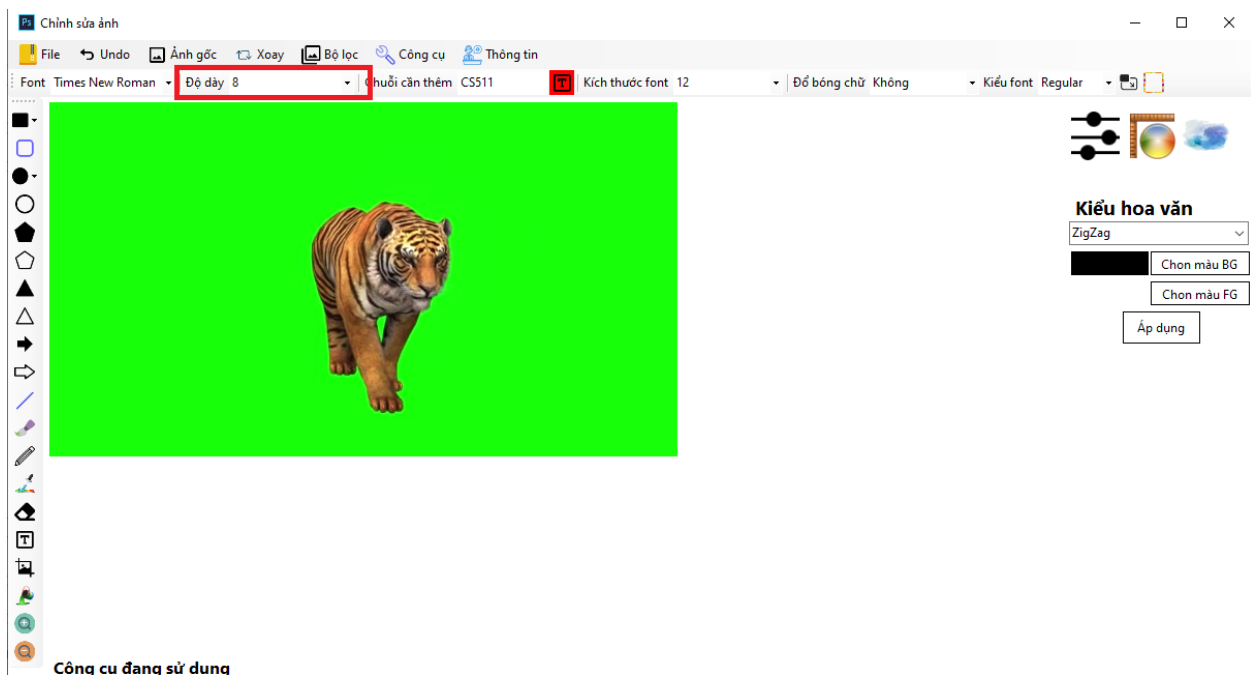 Ps Chỉnh sửa ảnh
File Undo Ảnh gốc Xoay Bộ lọc Công cụ Thông tin
Font Times New Roman Độ dày 8 Chuỗi cần thêm CS511 T Kích thước font 12 Đổ bóng chữ Không Kiểu font Regular
Kiểu hoa văn
ZigZag
Chon màu BG
Chon màu FG
Áp dụng
T
Công cụ đang sử dụng